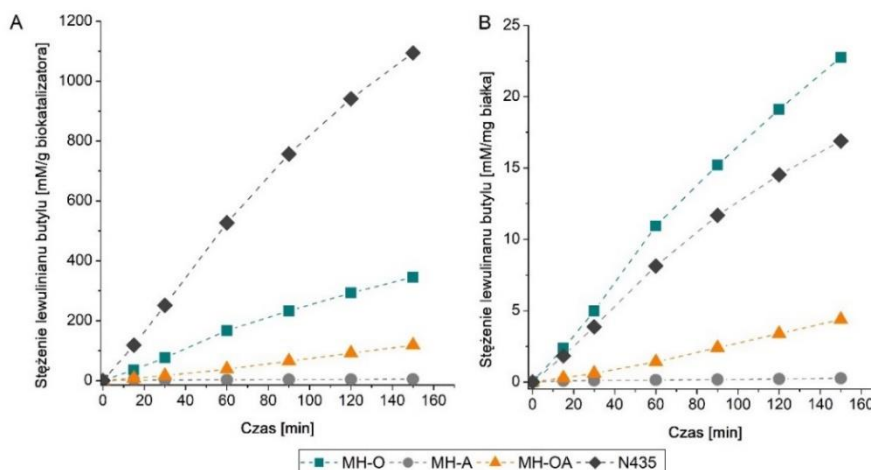 A
Stężenie lewulinianu butylu [mM/g biokatalizatora]
1200
1000
800
600
400
200
0
0 20 40 60 80 100 120 140 160
Czas [min]
B
Stężenie lewulinanu butylu [mM/mg białka]
25
20
15
10
5
0
0 20 40 60 80 100 120 140 160
Czas [min]
MH-O MH-A MH-OA N435